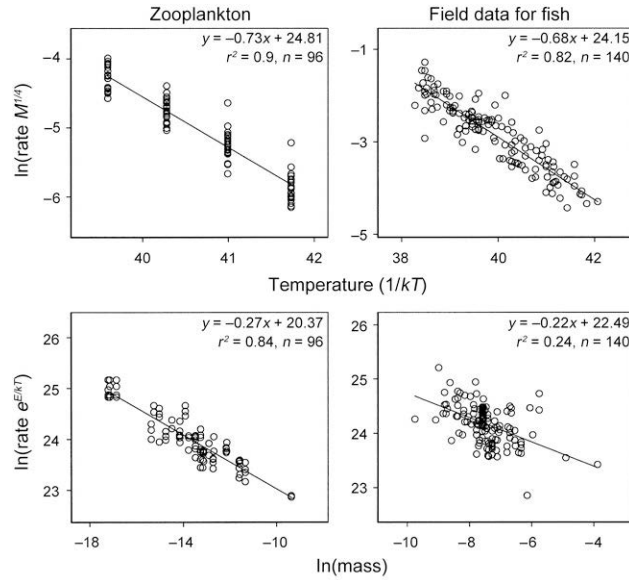 Zooplankton
Field data for fish
y = −0.73x + 24.81
r² = 0.9, n = 96
y = −0.68x + 24.15
r² = 0.82, n = 140
ln(rate M^1/4)
−4
−5
−6
−1
−3
−5
40
41
42
38
40
42
Temperature (1/kT)
y = −0.27x + 20.37
r² = 0.84, n = 96
y = −0.22x + 22.49
r² = 0.24, n = 140
ln(rate e^E/kT)
26
25
24
23
26
25
24
23
−18
−14
−10
−10
−8
−6
−4
ln(mass)